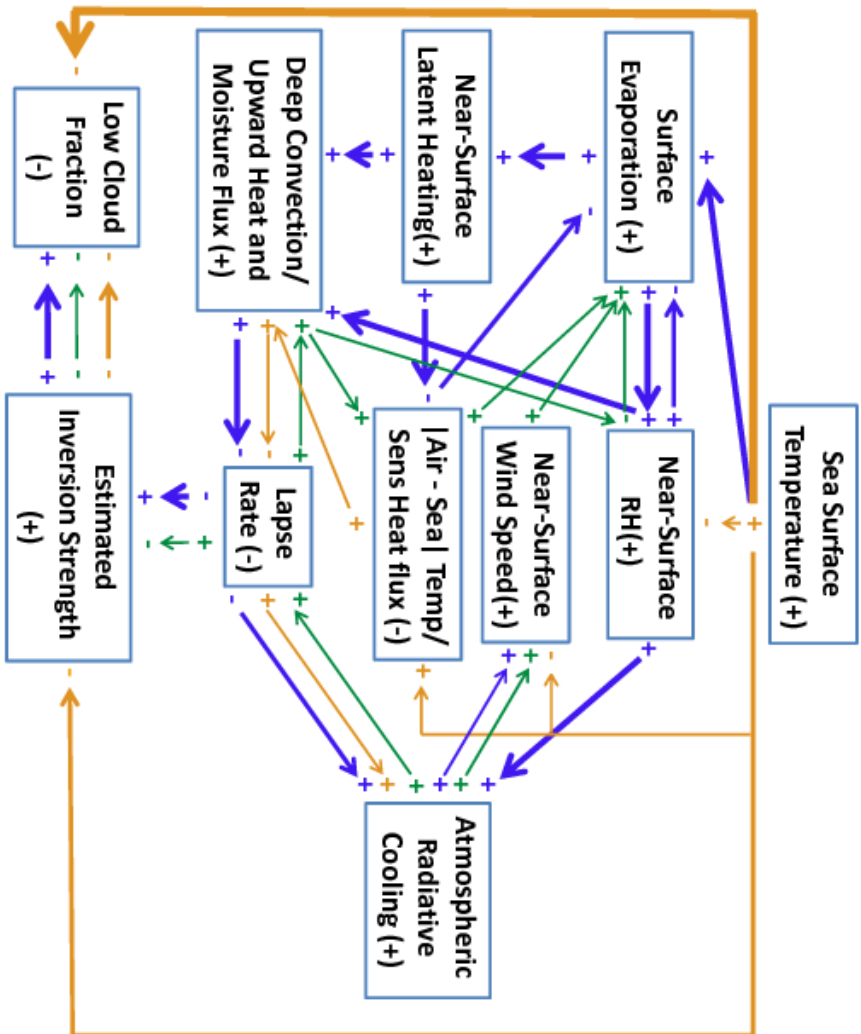 Sea Surface
Temperature (+)
+
+
-
Surface
Evaporation (+)
Near-Surface
RH(+)
-
+
+
+
+
+
-
+
-
Near-Surface
Wind Speed(+)
-
+
+
+
+
Near-Surface
Latent Heating(+)
|Air - Sea| Temp/
Sens Heat flux (-)
Atmospheric
Radiative
Cooling (+)
+
+
+
+
+
-
+
+
+
+
+
+
+
+
+
Deep Convection/
Upward Heat and
Moisture Flux (+)
Lapse
Rate (-)
+
+
+
+
-
+
+
-
-
-
+
+
-
Low Cloud
Fraction
(-)
Estimated
Inversion Strength
(+)
-
-
-
-
-
-
+
+